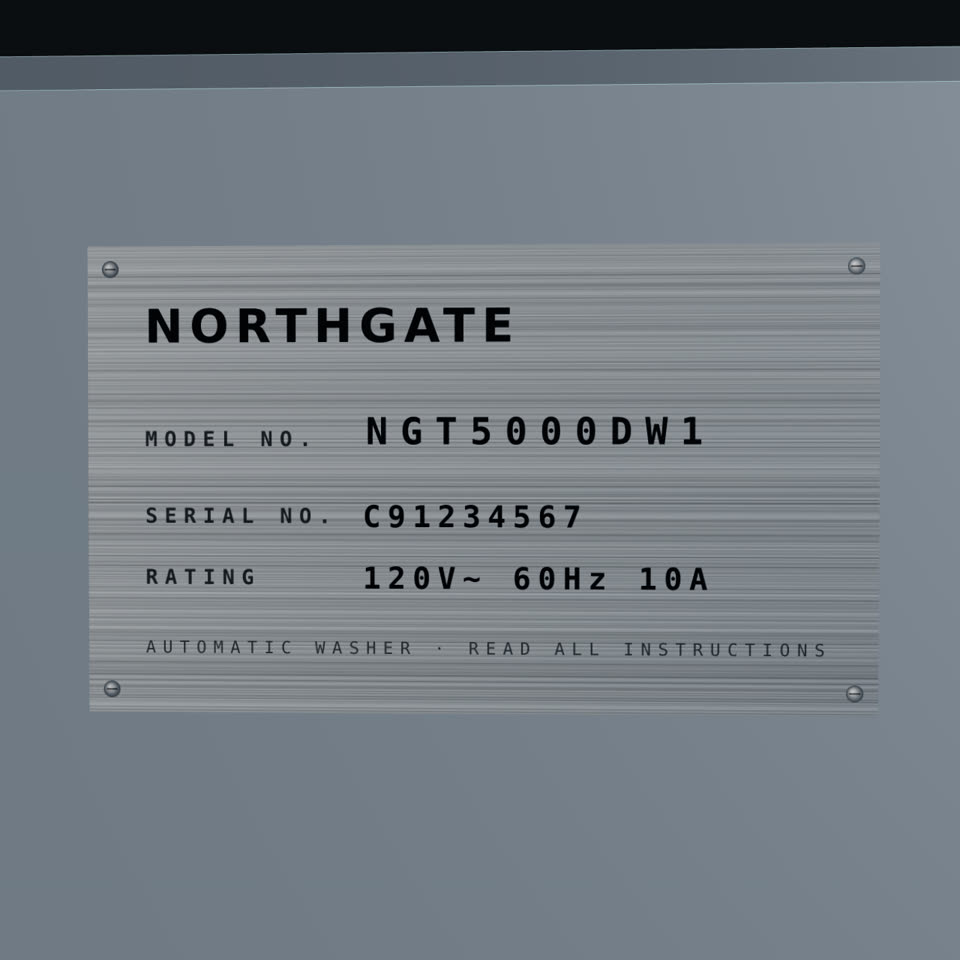 NORTHGATE
MODEL NO. NGT5000DW1
SERIAL NO. C91234567
RATING 120V~ 60Hz 10A
AUTOMATIC WASHER · READ ALL INSTRUCTIONS